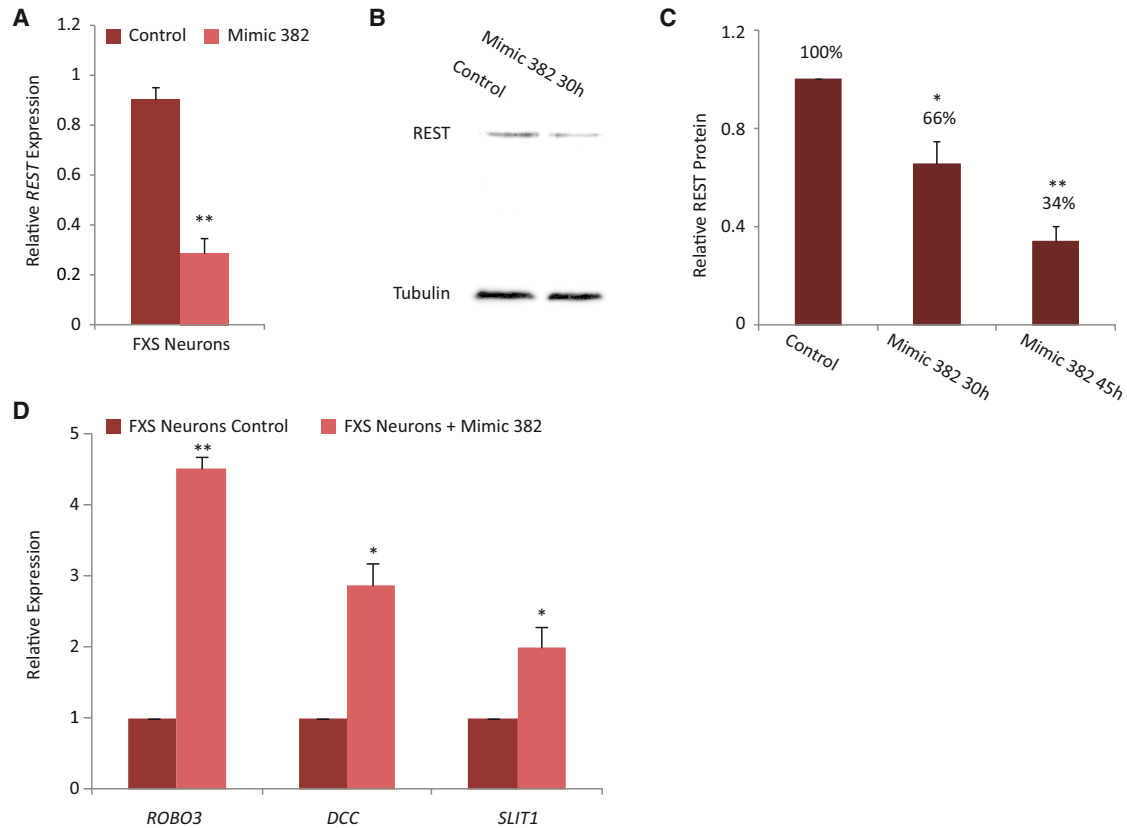 A
1.2
1
0.8
0.6
0.4
0.2
0
Relative REST Expression
Control
Mimic 382
**
FXS Neurons
B
Control
Mimic 382 30h
REST
Tubulin
C
1.2
0.8
0.4
0
Relative REST Protein
100%
*
66%
**
34%
Control
Mimic 382 30h
Mimic 382 45h
D
FXS Neurons Control
FXS Neurons + Mimic 382
5
4
3
2
1
0
Relative Expression
**
*
*
ROBO3
DCC
SLIT1